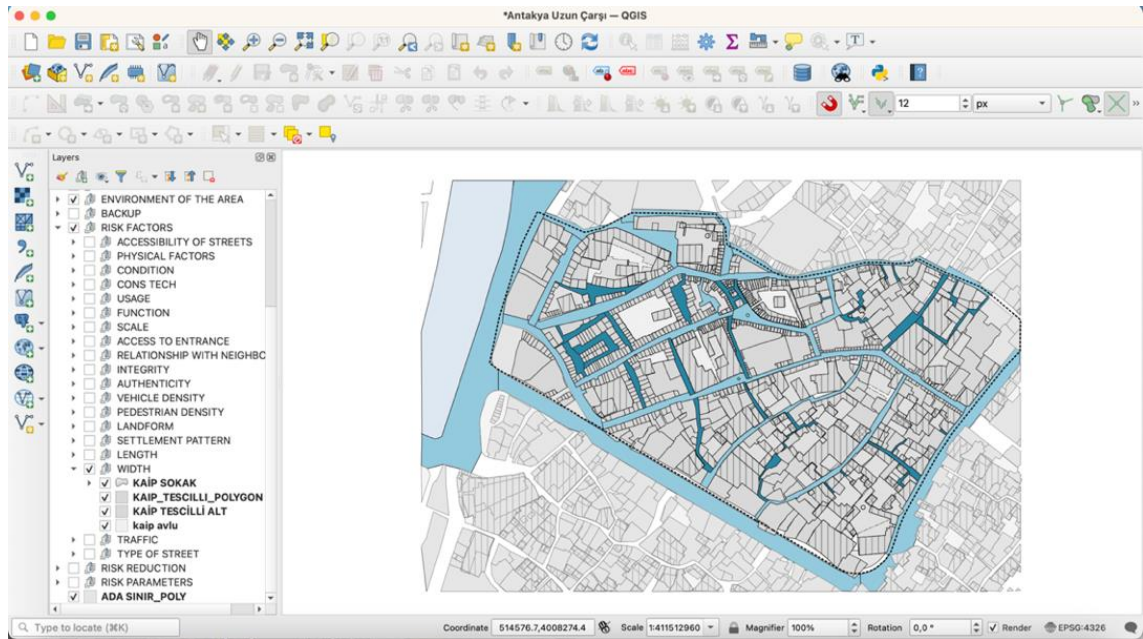 *Antakya Uzun Çarşı — QGIS
12
px
»
Layers
ENVIRONMENT OF THE AREA
BACKUP
RISK FACTORS
ACCESSIBILITY OF STREETS
PHYSICAL FACTORS
CONDITION
CONS TECH
USAGE
FUNCTION
SCALE
ACCESS TO ENTRANCE
RELATIONSHIP WITH NEIGHBC
INTEGRITY
AUTHENTICITY
VEHICLE DENSITY
PEDESTRIAN DENSITY
LANDFORM
SETTLEMENT PATTERN
LENGTH
WIDTH
KAİP SOKAK
KAIP_TESCILLI_POLYGON
KAİP TESCİLLİ ALT
kaip avlu
TRAFFIC
TYPE OF STREET
RISK REDUCTION
RISK PARAMETERS
ADA SINIR_POLY
Type to locate (⌘K) Coordinate 514576.7,4008274.4 Scale 1:411512960 Magnifier 100% Rotation 0,0 ° Render EPSG:4326